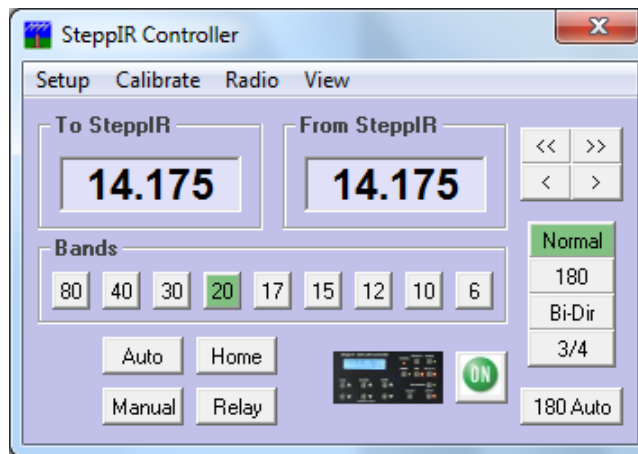 SteppIR Controller
Setup Calibrate Radio View
To SteppIR From SteppIR
14.175 14.175
<< >>
< >
Bands
80 40 30 20 17 15 12 10 6
Normal
180
Bi-Dir
3/4
Auto Home
Manual Relay
ON
180 Auto